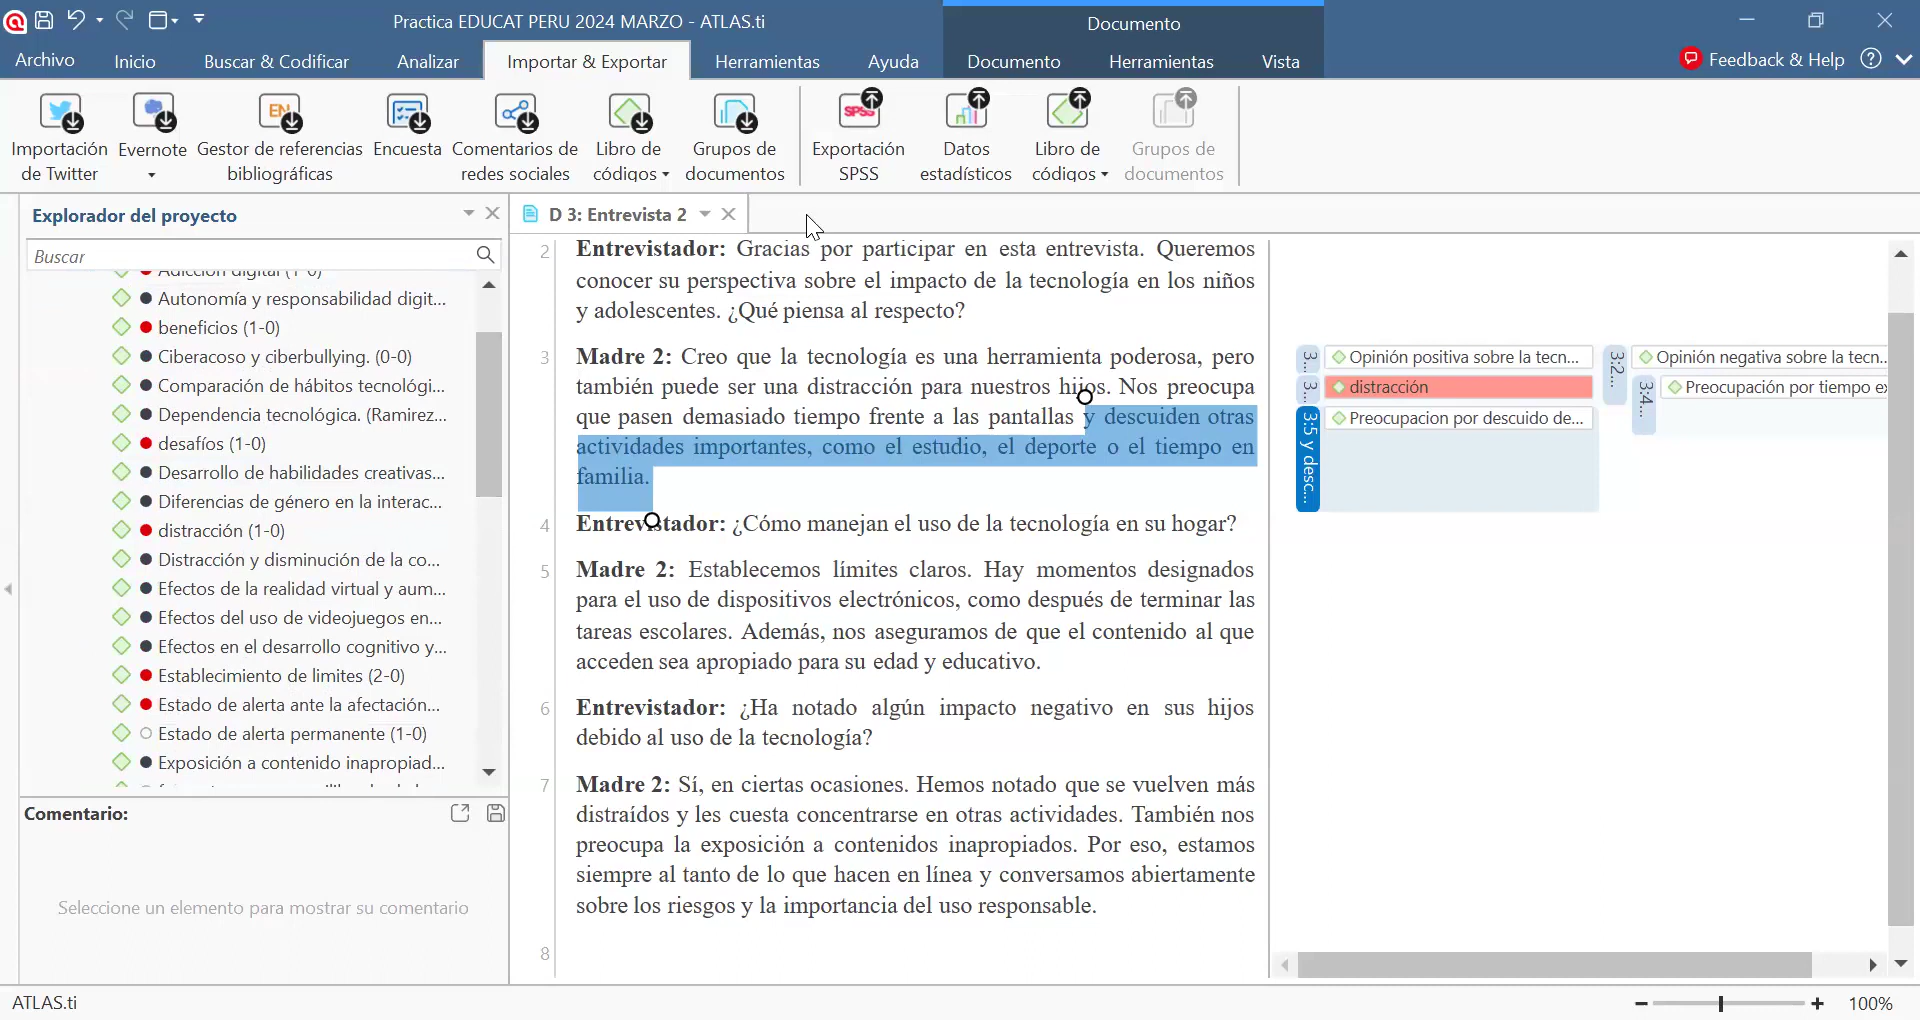 Practica EDUCAT PERU 2024 MARZO - ATLAS.ti
Documento
Archivo
Inicio
Buscar & Codificar
Analizar
Importar & Exportar
Herramientas
Ayuda
Documento
Herramientas
Vista
Feedback & Help
Importación
de Twitter
Evernote
EN
Gestor de referencias
bibliográficas
Encuesta
Comentarios de
redes sociales
Libro de
códigos
Grupos de
documentos
SPSS
Exportación
SPSS
Datos
estadísticos
Libro de
códigos
Grupos de
documentos
Explorador del proyecto
Buscar
Adicción digital (1-0)
Autonomía y responsabilidad digit...
beneficios (1-0)
Ciberacoso y ciberbullying. (0-0)
Comparación de hábitos tecnológi...
Dependencia tecnológica. (Ramirez...
desafíos (1-0)
Desarrollo de habilidades creativas...
Diferencias de género en la interac...
distracción (1-0)
Distracción y disminución de la co...
Efectos de la realidad virtual y aum...
Efectos del uso de videojuegos en...
Efectos en el desarrollo cognitivo y...
Establecimiento de limites (2-0)
Estado de alerta ante la afectación...
Estado de alerta permanente (1-0)
Exposición a contenido inapropiad...
Comentario:
Seleccione un elemento para mostrar su comentario
D 3: Entrevista 2
2 Entrevistador: Gracias por participar en esta entrevista. Queremos
conocer su perspectiva sobre el impacto de la tecnología en los niños
y adolescentes. ¿Qué piensa al respecto?
3 Madre 2: Creo que la tecnología es una herramienta poderosa, pero
también puede ser una distracción para nuestros hijos. Nos preocupa
que pasen demasiado tiempo frente a las pantallas y descuiden otras
actividades importantes, como el estudio, el deporte o el tiempo en
familia.
4 Entrevistador: ¿Cómo manejan el uso de la tecnología en su hogar?
5 Madre 2: Establecemos límites claros. Hay momentos designados
para el uso de dispositivos electrónicos, como después de terminar las
tareas escolares. Además, nos aseguramos de que el contenido al que
acceden sea apropiado para su edad y educativo.
6 Entrevistador: ¿Ha notado algún impacto negativo en sus hijos
debido al uso de la tecnología?
7 Madre 2: Sí, en ciertas ocasiones. Hemos notado que se vuelven más
distraídos y les cuesta concentrarse en otras actividades. También nos
preocupa la exposición a contenidos inapropiados. Por eso, estamos
siempre al tanto de lo que hacen en línea y conversamos abiertamente
sobre los riesgos y la importancia del uso responsable.
8
3...
Opinión positiva sobre la tecn...
3:2...
Opinión negativa sobre la tecn...
3...
distracción
3:4...
Preocupación por tiempo ex
3:5 y desc...
Preocupacion por descuido de...
ATLAS.ti
100%